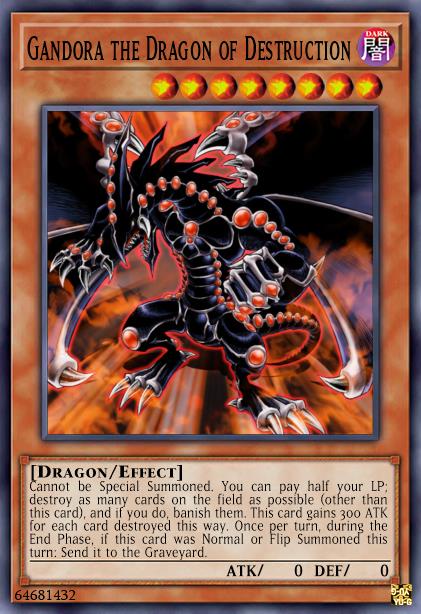 GANDORA THE DRAGON OF DESTRUCTION
DARK
闇
[DRAGON/EFFECT]
Cannot be Special Summoned. You can pay half your LP;
destroy as many cards on the field as possible (other than
this card), and if you do, banish them. This card gains 300 ATK
for each card destroyed this way. Once per turn, during the
End Phase, if this card was Normal or Flip Summoned this
turn: Send it to the Graveyard.
ATK/ 0 DEF/ 0
64681432